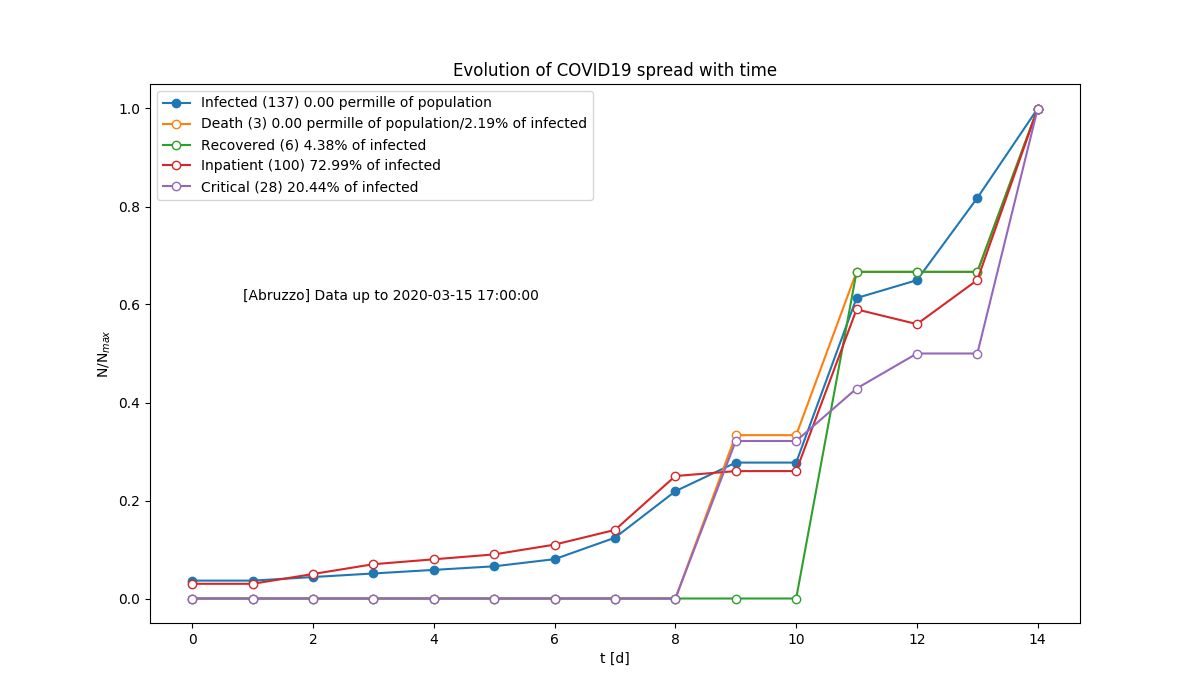 Evolution of COVID19 spread with time
Infected (137) 0.00 permille of population
Death (3) 0.00 permille of population/2.19% of infected
Recovered (6) 4.38% of infected
Inpatient (100) 72.99% of infected
Critical (28) 20.44% of infected
[Abruzzo] Data up to 2020-03-15 17:00:00
N/Nmax
1.0
0.8
0.6
0.4
0.2
0.0
0 2 4 6 8 10 12 14
t [d]